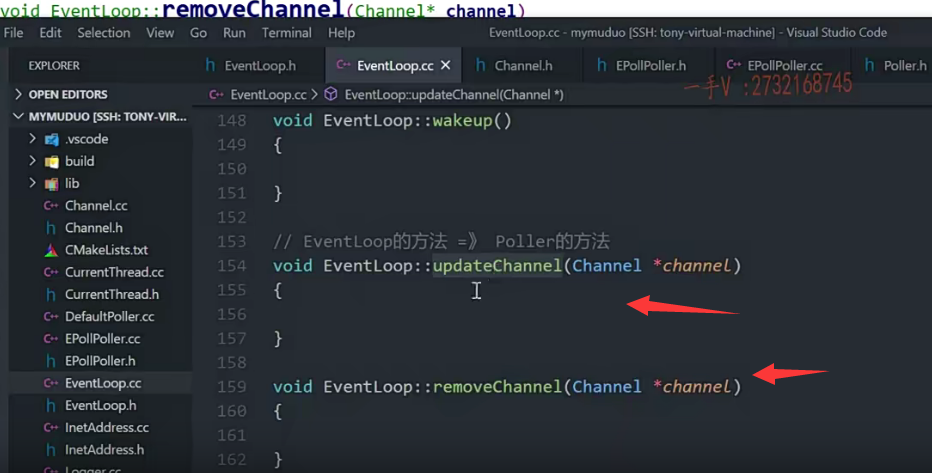 void EventLoop::removeChannel(Channel* channel)
File Edit Selection View Go Run Terminal Help EventLoop.cc - mymuduo [SSH: tony-virtual-machine] - Visual Studio Code
EXPLORER
EventLoop.h EventLoop.cc Channel.h EPollPoller.h EPollPoller.cc Poller.h
一手V :2732168745
OPEN EDITORS
EventLoop.cc > EventLoop::updateChannel(Channel *)
MYMUDUO [SSH: TONY-VIR...
.vscode
build
lib
Channel.cc
Channel.h
CMakeLists.txt
CurrentThread.cc
CurrentThread.h
DefaultPoller.cc
EPollPoller.cc
EPollPoller.h
EventLoop.cc
EventLoop.h
InetAddress.cc
InetAddress.h
Logger.cc
148 void EventLoop::wakeup()
149 {
150
151 }
152
153 // EventLoop的方法 =》 Poller的方法
154 void EventLoop::updateChannel(Channel *channel)
155 {
156
157 }
158
159 void EventLoop::removeChannel(Channel *channel)
160 {
161
162 }